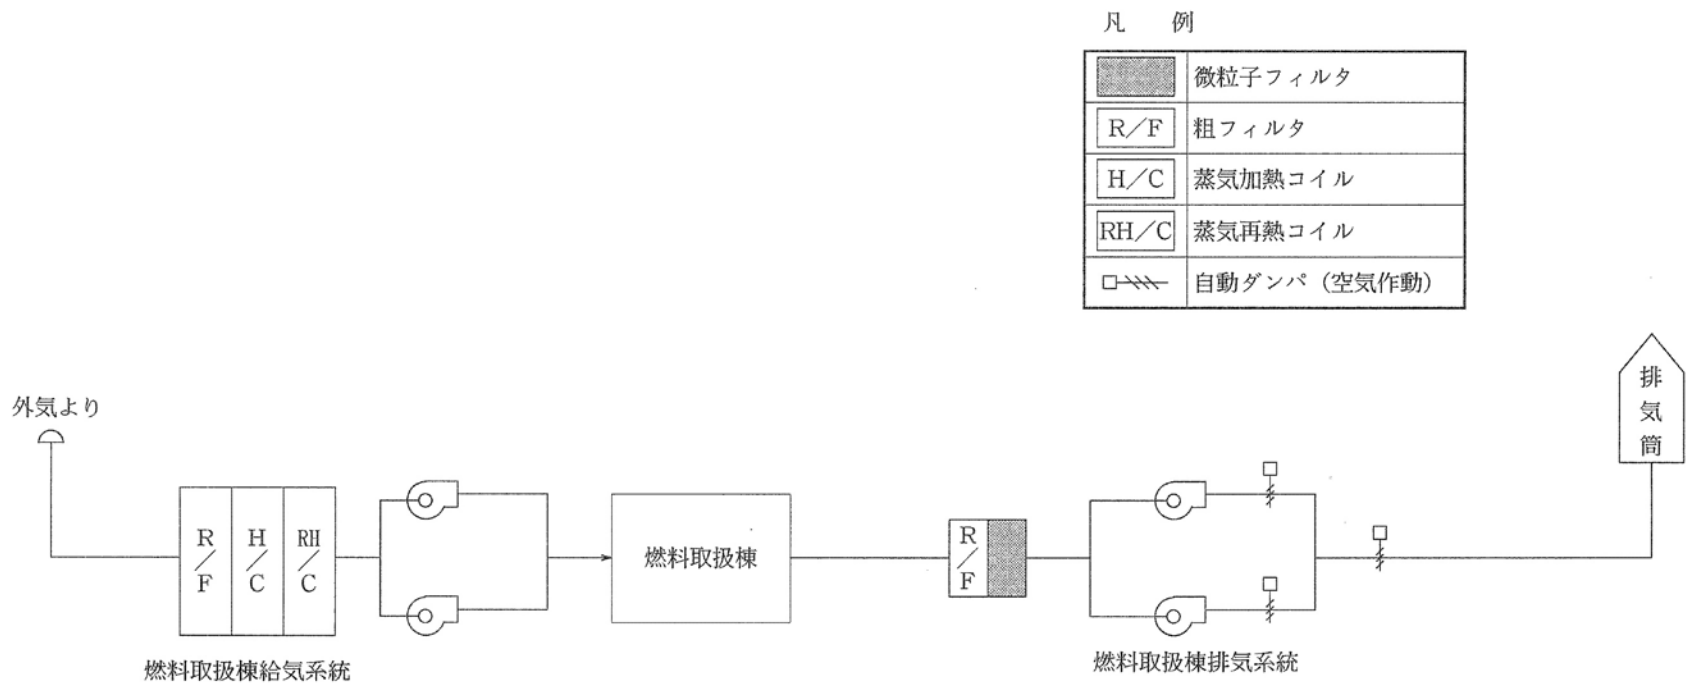 凡 例
微粒子フィルタ
R/F 粗フィルタ
H/C 蒸気加熱コイル
RH/C 蒸気再熱コイル
自動ダンパ (空気作動)
外気より
R/F
H/C
RH/C
燃料取扱棟
R/F
排気筒
燃料取扱棟給気系統
燃料取扱棟排気系統